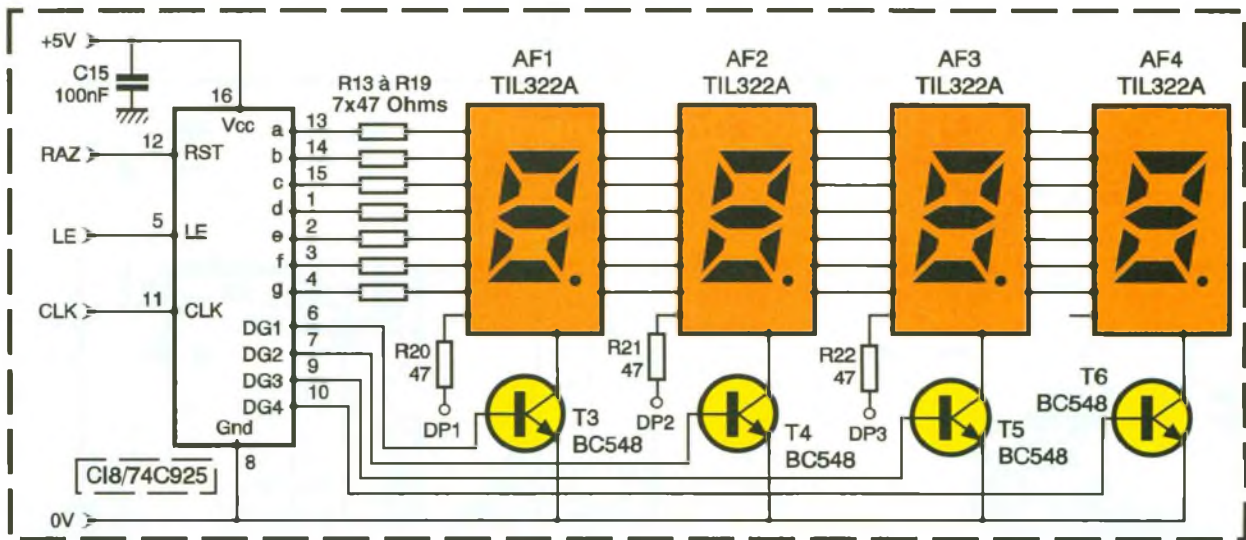 +5V
C15
100nF
RAZ
LE
CLK
0V
16
Vcc
12
RST
5
LE
11
CLK
a
13
b
14
c
15
d
1
e
2
f
3
g
4
DG1
6
DG2
7
DG3
9
DG4
10
Gnd
8
CI8/74C925
R13 à R19
7x47 Ohms
AF1
TIL322A
AF2
TIL322A
AF3
TIL322A
AF4
TIL322A
R20
47
DP1
R21
47
DP2
R22
47
DP3
T3
BC548
T4
BC548
T5
BC548
T6
BC548